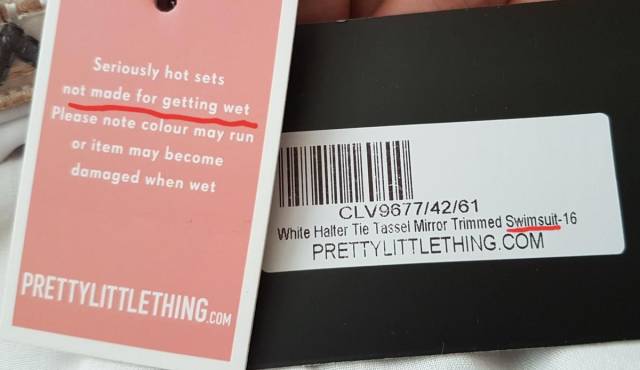 Seriously hot sets
not made for getting wet
Please note colour may run
or item may become
damaged when wet
PRETTYLITTLETHING.COM
CLV9677/42/61
White Halter Tie Tassel Mirror Trimmed Swimsuit-16
PRETTYLITTLETHING.COM